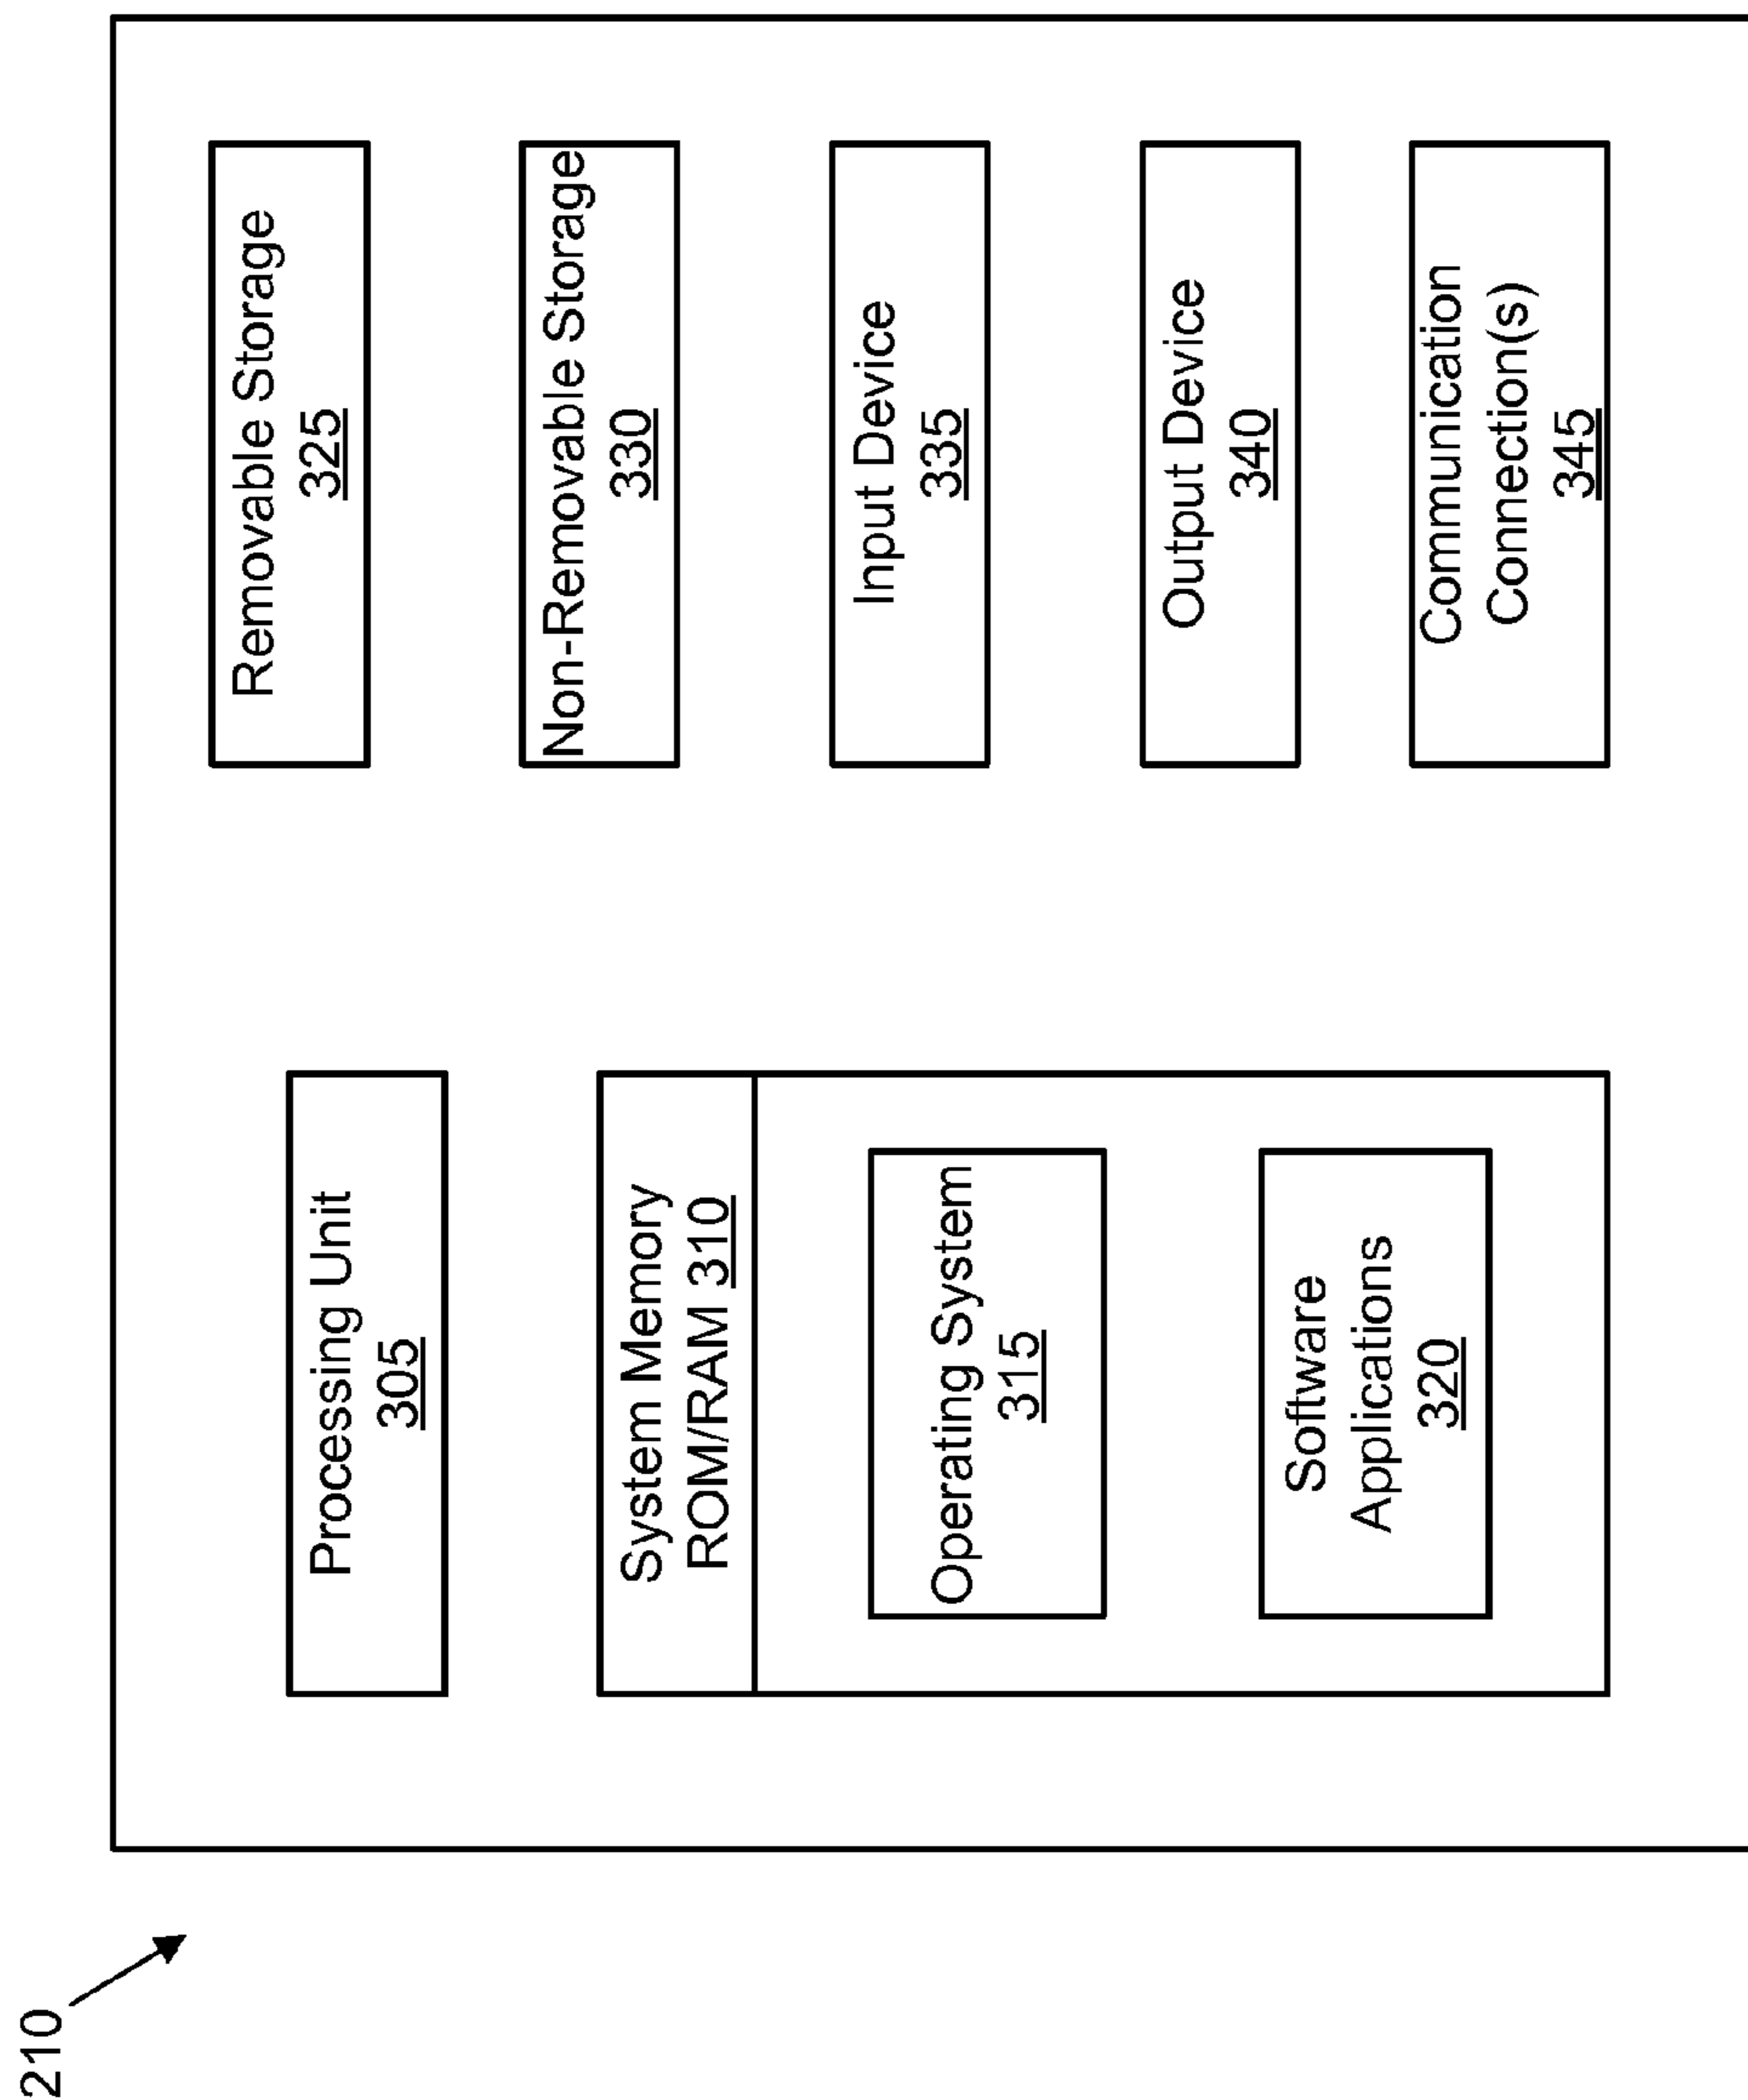 210
Processing Unit
305
System Memory
ROM/RAM 310
Operating System
315
Software
Applications
320
Removable Storage
325
Non-Removable Storage
330
Input Device
335
Output Device
340
Communication
Connection(s)
345